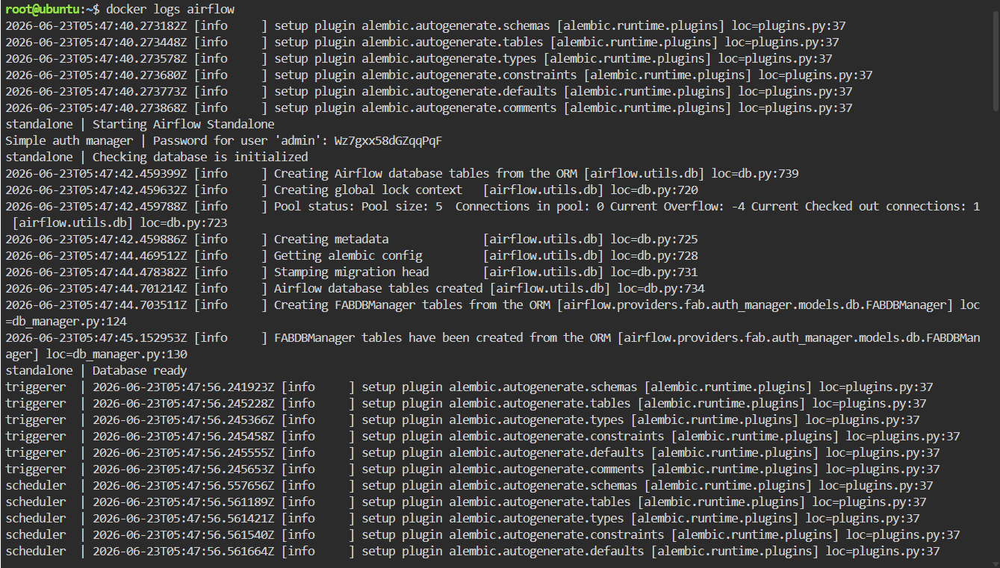 root@ubuntu:~$ docker logs airflow
2026-06-23T05:47:40.273182Z [info     ] setup plugin alembic.autogenerate.schemas [alembic.runtime.plugins] loc=plugins.py:37
2026-06-23T05:47:40.273448Z [info     ] setup plugin alembic.autogenerate.tables [alembic.runtime.plugins] loc=plugins.py:37
2026-06-23T05:47:40.273578Z [info     ] setup plugin alembic.autogenerate.types [alembic.runtime.plugins] loc=plugins.py:37
2026-06-23T05:47:40.273680Z [info     ] setup plugin alembic.autogenerate.constraints [alembic.runtime.plugins] loc=plugins.py:37
2026-06-23T05:47:40.273773Z [info     ] setup plugin alembic.autogenerate.defaults [alembic.runtime.plugins] loc=plugins.py:37
2026-06-23T05:47:40.273868Z [info     ] setup plugin alembic.autogenerate.comments [alembic.runtime.plugins] loc=plugins.py:37
standalone | Starting Airflow Standalone
Simple auth manager | Password for user 'admin': Wz7gxx58dGZqqPqF
standalone | Checking database is initialized
2026-06-23T05:47:42.459399Z [info     ] Creating Airflow database tables from the ORM [airflow.utils.db] loc=db.py:739
2026-06-23T05:47:42.459632Z [info     ] Creating global lock context   [airflow.utils.db] loc=db.py:720
2026-06-23T05:47:42.459788Z [info     ] Pool status: Pool size: 5  Connections in pool: 0 Current Overflow: -4 Current Checked out connections: 1
 [airflow.utils.db] loc=db.py:723
2026-06-23T05:47:42.459886Z [info     ] Creating metadata              [airflow.utils.db] loc=db.py:725
2026-06-23T05:47:44.469512Z [info     ] Getting alembic config         [airflow.utils.db] loc=db.py:728
2026-06-23T05:47:44.478382Z [info     ] Stamping migration head        [airflow.utils.db] loc=db.py:731
2026-06-23T05:47:44.701214Z [info     ] Airflow database tables created [airflow.utils.db] loc=db.py:734
2026-06-23T05:47:44.703511Z [info     ] Creating FABDBManager tables from the ORM [airflow.providers.fab.auth_manager.models.db.FABDBManager] loc
=db_manager.py:124
2026-06-23T05:47:45.152953Z [info     ] FABDBManager tables have been created from the ORM [airflow.providers.fab.auth_manager.models.db.FABDBMan
ager] loc=db_manager.py:130
standalone | Database ready
triggerer  | 2026-06-23T05:47:56.241923Z [info     ] setup plugin alembic.autogenerate.schemas [alembic.runtime.plugins] loc=plugins.py:37
triggerer  | 2026-06-23T05:47:56.245228Z [info     ] setup plugin alembic.autogenerate.tables [alembic.runtime.plugins] loc=plugins.py:37
triggerer  | 2026-06-23T05:47:56.245366Z [info     ] setup plugin alembic.autogenerate.types [alembic.runtime.plugins] loc=plugins.py:37
triggerer  | 2026-06-23T05:47:56.245458Z [info     ] setup plugin alembic.autogenerate.constraints [alembic.runtime.plugins] loc=plugins.py:37
triggerer  | 2026-06-23T05:47:56.245555Z [info     ] setup plugin alembic.autogenerate.defaults [alembic.runtime.plugins] loc=plugins.py:37
triggerer  | 2026-06-23T05:47:56.245653Z [info     ] setup plugin alembic.autogenerate.comments [alembic.runtime.plugins] loc=plugins.py:37
scheduler  | 2026-06-23T05:47:56.557656Z [info     ] setup plugin alembic.autogenerate.schemas [alembic.runtime.plugins] loc=plugins.py:37
scheduler  | 2026-06-23T05:47:56.561189Z [info     ] setup plugin alembic.autogenerate.tables [alembic.runtime.plugins] loc=plugins.py:37
scheduler  | 2026-06-23T05:47:56.561421Z [info     ] setup plugin alembic.autogenerate.types [alembic.runtime.plugins] loc=plugins.py:37
scheduler  | 2026-06-23T05:47:56.561540Z [info     ] setup plugin alembic.autogenerate.constraints [alembic.runtime.plugins] loc=plugins.py:37
scheduler  | 2026-06-23T05:47:56.561664Z [info     ] setup plugin alembic.autogenerate.defaults [alembic.runtime.plugins] loc=plugins.py:37